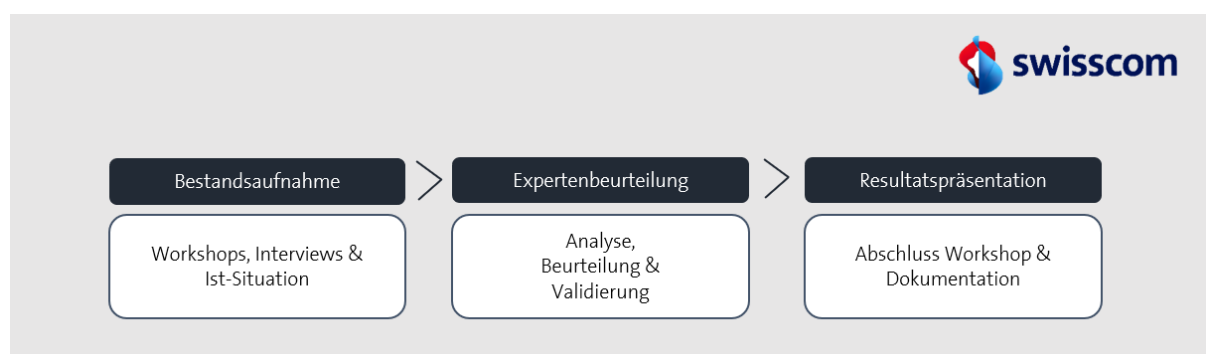 swisscom
Bestandsaufnahme
Expertenbeurteilung
Resultatspräsentation
Workshops, Interviews &
Ist-Situation
Analyse,
Beurteilung &
Validierung
Abschluss Workshop &
Dokumentation